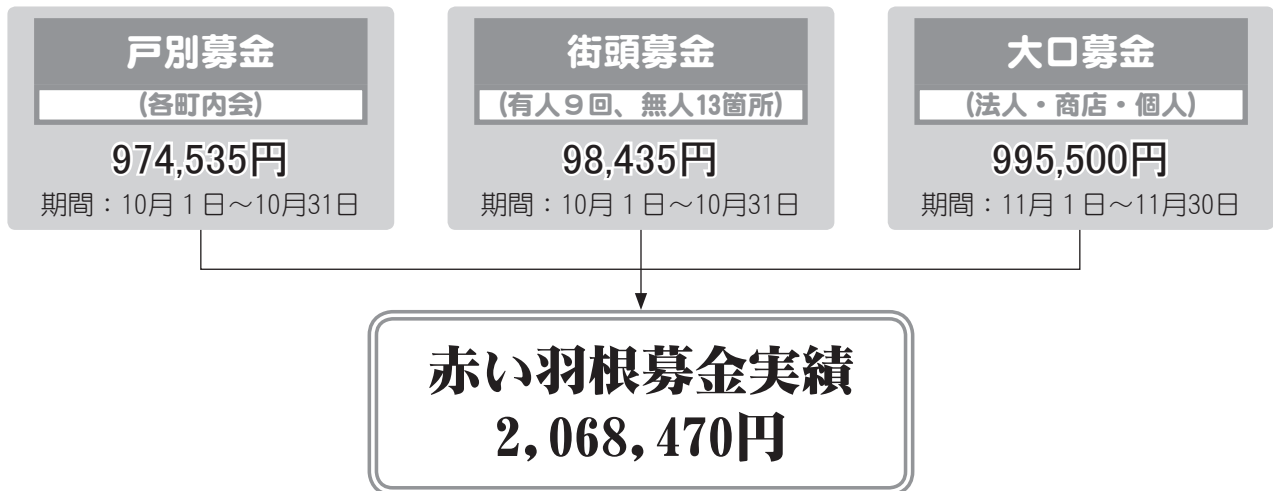 戸別募金
(各町内会)
974,535円
期間：10月１日～10月31日
街頭募金
(有人９回、無人13箇所)
98,435円
期間：10月１日～10月31日
大口募金
(法人・商店・個人)
995,500円
期間：11月１日～11月30日
赤い羽根募金実績
2,068,470円